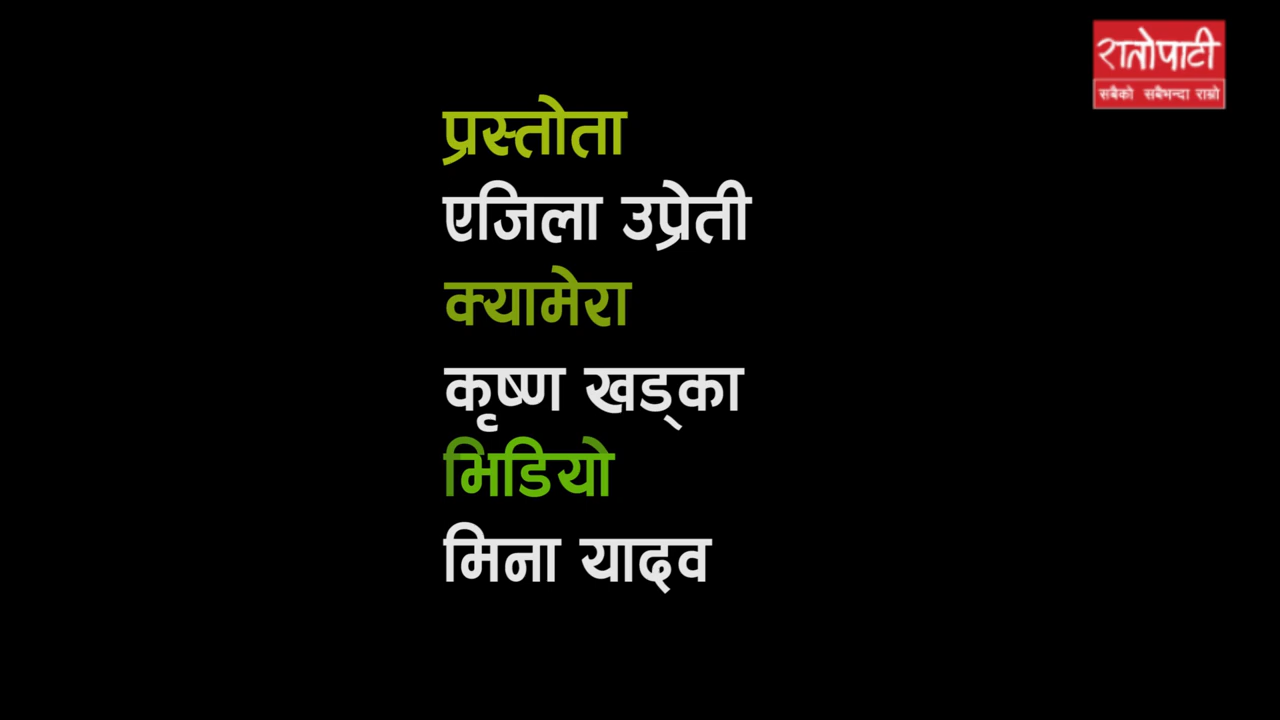 रातोपाटी
सबैको सबैभन्दा राम्रो
प्रस्तोता
एजिला उप्रेती
क्यामेरा
कृष्ण खड्का
भिडियो
मिना यादव